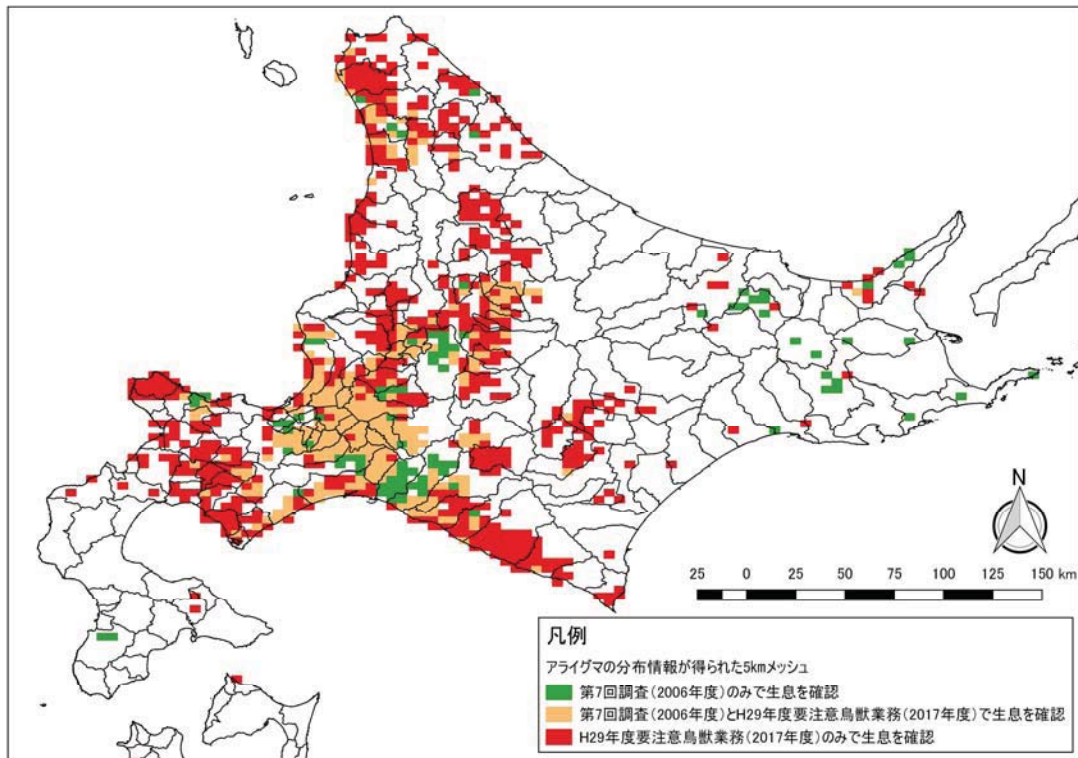 N
25 0 25 50 75 100 125 150 km
凡例
アライグマの分布情報が得られた5kmメッシュ
第7回調査(2006年度)のみで生息を確認
第7回調査(2006年度)とH29年度要注意鳥獣業務(2017年度)で生息を確認
H29年度要注意鳥獣業務(2017年度)のみで生息を確認